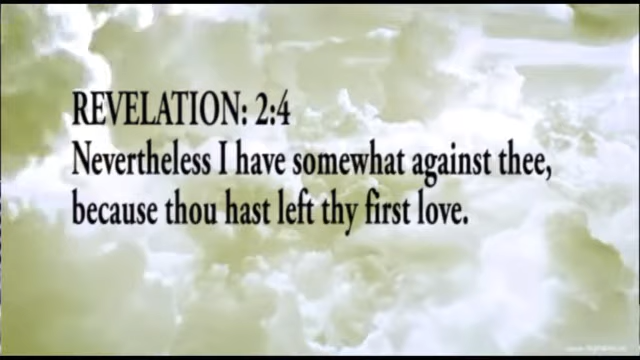 REVELATION: 2:4
Nevertheless I have somewhat against thee,
because thou hast left thy first love.